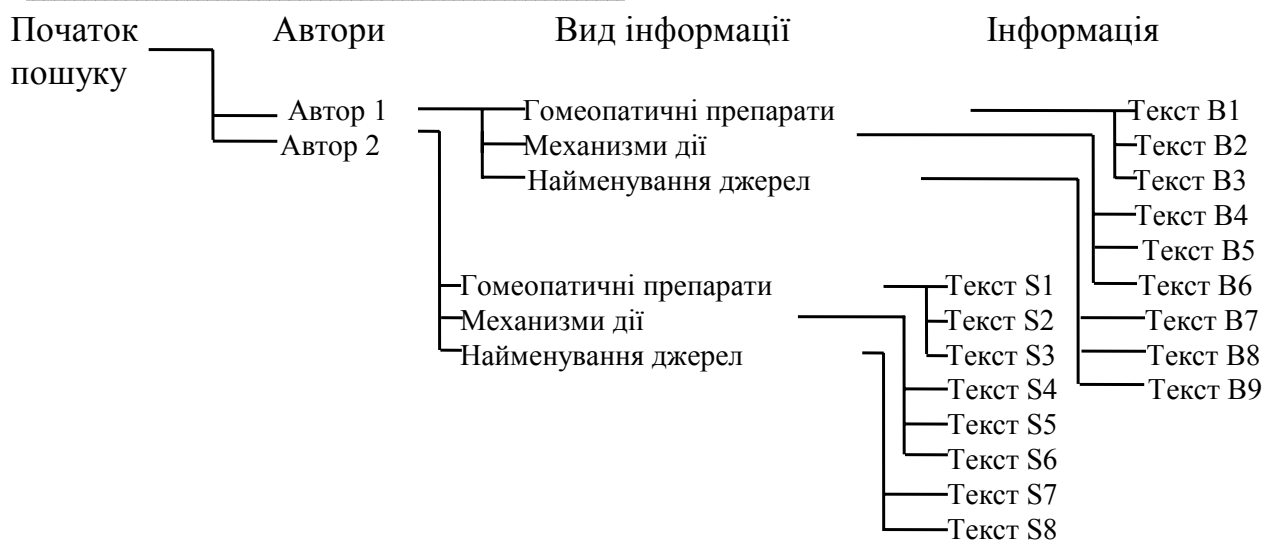 Початок пошуку Автори Вид інформації Інформація
Автор 1 Гомеопатичні препарати Текст B1
Автор 2 Механизми дії Текст B2
Найменування джерел Текст B3
Текст B4
Текст B5
Гомеопатичні препарати Текст S1 Текст B6
Механизми дії Текст S2 Текст B7
Найменування джерел Текст S3 Текст B8
Текст S4 Текст B9
Текст S5
Текст S6
Текст S7
Текст S8